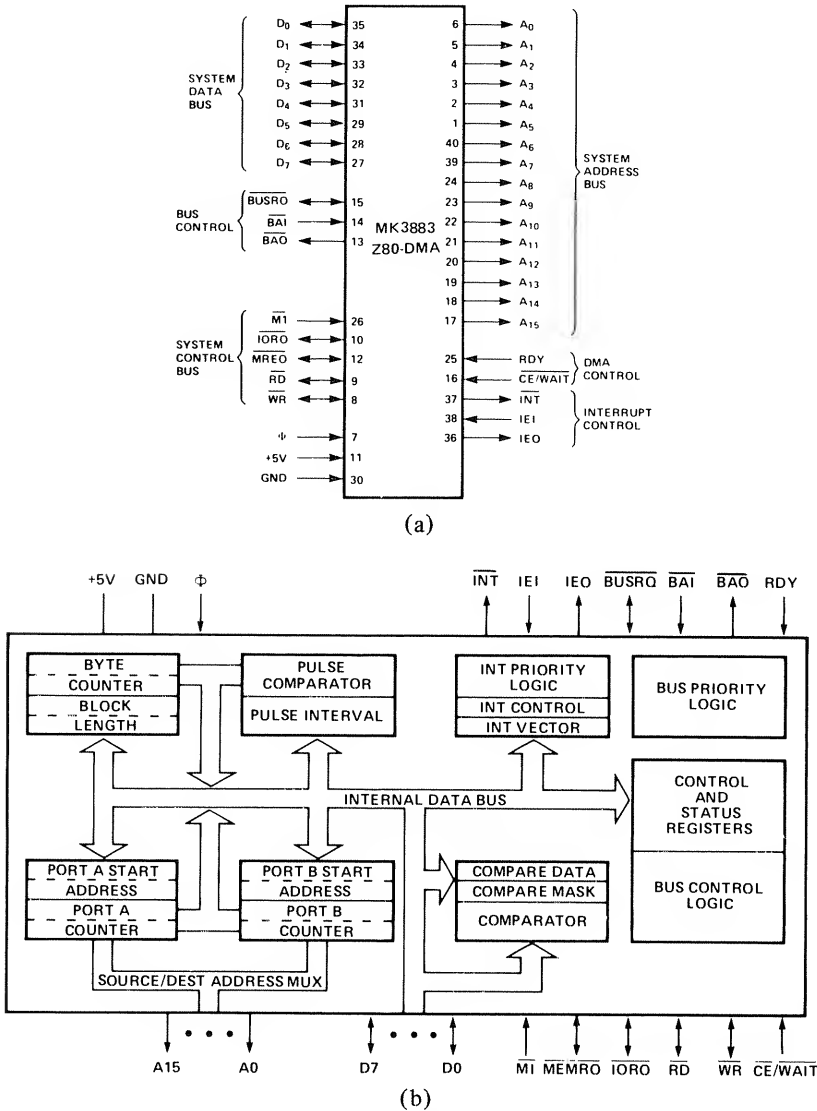 D0 35 6 A0
D1 34 5 A1
D2 33 4 A2
D3 32 3 A3
D4 31 2 A4
D5 29 1 A5
D6 28 40 A6
D7 27 39 A7
SYSTEM
DATA
BUS
24 A8
23 A9
22 A10
21 A11
20 A12
19 A13
18 A14
17 A15
SYSTEM
ADDRESS
BUS
BUS
CONTROL
BUSRO 15
BAI 14
BAO 13
MK3883
Z80-DMA
SYSTEM
CONTROL
BUS
M1 26
IORO 10
MREO 12
RD 9
WR 8
Φ 7
+5V 11
GND 30
25 RDY
16 CE/WAIT
DMA
CONTROL
37 INT
38 IEI
36 IEO
INTERRUPT
CONTROL
(a)
+5V GND Φ INT IEI IEO BUSRQ BAI BAO RDY
BYTE
COUNTER
BLOCK
LENGTH
PULSE
COMPARATOR
PULSE INTERVAL
INT PRIORITY
LOGIC
INT CONTROL
INT VECTOR
BUS PRIORITY
LOGIC
INTERNAL DATA BUS
CONTROL
AND
STATUS
REGISTERS
BUS CONTROL
LOGIC
PORT A START
ADDRESS
PORT A
COUNTER
PORT B START
ADDRESS
PORT B
COUNTER
COMPARE DATA
COMPARE MASK
COMPARATOR
SOURCE/DEST ADDRESS MUX
A15 A0 D7 D0 MI MEMRO IORO RD WR CE/WAIT
(b)